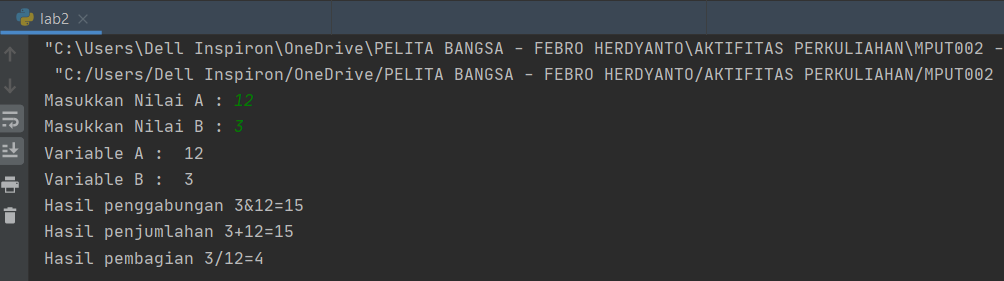 lab2
"C:\Users\Dell Inspiron\OneDrive\PELITA BANGSA - FEBRO HERDYANTO\AKTIFITAS PERKULIAHAN\MPUT002 -
"C:/Users/Dell Inspiron/OneDrive/PELITA BANGSA - FEBRO HERDYANTO/AKTIFITAS PERKULIAHAN/MPUT002
Masukkan Nilai A : 12
Masukkan Nilai B : 3
Variable A :  12
Variable B :  3
Hasil penggabungan 3&12=15
Hasil penjumlahan 3+12=15
Hasil pembagian 3/12=4